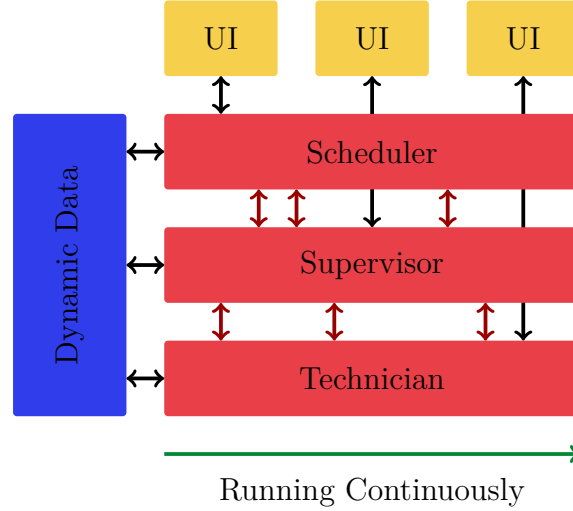 UI
UI
UI
Scheduler
Dynamic Data
Supervisor
Technician
Running Continuously